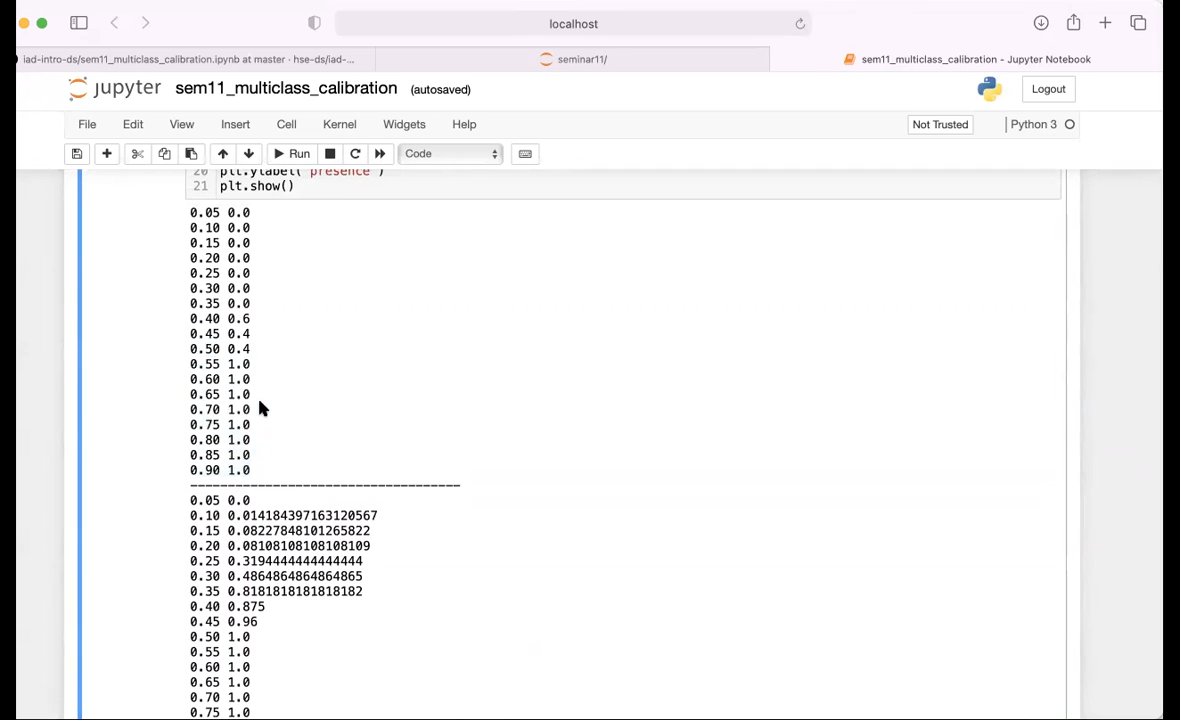 localhost
iad-intro-ds/sem11_multiclass_calibration.ipynb at master · hse-ds/iad-...
seminar11/
sem11_multiclass_calibration - Jupyter Notebook
jupyter sem11_multiclass_calibration (autosaved)
Logout
File Edit View Insert Cell Kernel Widgets Help
Not Trusted
Python 3
Run
Code
20 plt.ylabel('presence')
21 plt.show()
0.05 0.0
0.10 0.0
0.15 0.0
0.20 0.0
0.25 0.0
0.30 0.0
0.35 0.0
0.40 0.6
0.45 0.4
0.50 0.4
0.55 1.0
0.60 1.0
0.65 1.0
0.70 1.0
0.75 1.0
0.80 1.0
0.85 1.0
0.90 1.0
------------------------------------
0.05 0.0
0.10 0.014184397163120567
0.15 0.08227848101265822
0.20 0.08108108108108109
0.25 0.3194444444444444
0.30 0.4864864864864865
0.35 0.8181818181818182
0.40 0.875
0.45 0.96
0.50 1.0
0.55 1.0
0.60 1.0
0.65 1.0
0.70 1.0
0.75 1.0